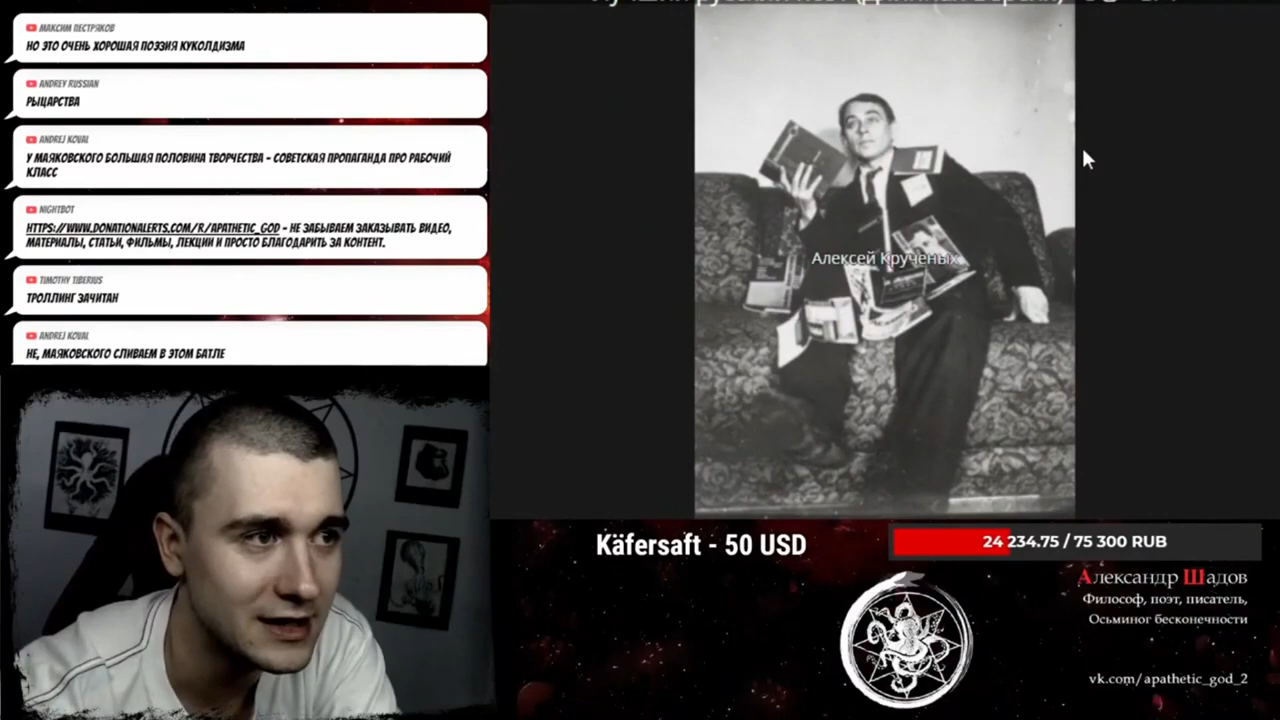 МАКСИМ ПЕСТРЯКОВ
НО ЭТО ОЧЕНЬ ХОРОШАЯ ПОЭЗИЯ КУКОЛДИЗМА
ANDREY RUSSIAN
РЫЦАРСТВА
ANDREJ KOVAL
У МАЯКОВСКОГО БОЛЬШАЯ ПОЛОВИНА ТВОРЧЕСТВА - СОВЕТСКАЯ ПРОПАГАНДА ПРО РАБОЧИЙ
КЛАСС
NIGHTBOT
HTTPS://WWW.DONATIONALERTS.COM/R/APATHETIC_GOD - НЕ ЗАБЫВАЕМ ЗАКАЗЫВАТЬ ВИДЕО,
МАТЕРИАЛЫ, СТАТЬИ, ФИЛЬМЫ, ЛЕКЦИИ И ПРОСТО БЛАГОДАРИТЬ ЗА КОНТЕНТ.
TIMOTHY TIBERIUS
ТРОЛЛИНГ ЗАЧИТАН
ANDREJ KOVAL
НЕ, МАЯКОВСКОГО СЛИВАЕМ В ЭТОМ БАТЛЕ
Алексей Кручёных
Käfersaft - 50 USD
24 234.75 / 75 300 RUB
Александр Шадов
Философ, поэт, писатель,
Осьминог бесконечности
vk.com/apathetic_god_2